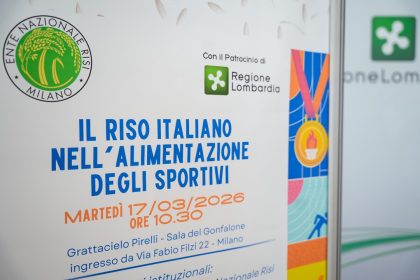 ENTE NAZIONALE RISI
MILANO
Con il Patrocinio di
Regione
Lombardia
IL RISO ITALIANO
NELL'ALIMENTAZIONE
DEGLI SPORTIVI
MARTEDÌ 17/03/2026
ORE 10.30
Grattacielo Pirelli - Sala del Gonfalone
ingresso da Via Fabio Filzi 22 - Milano
istituzionali:
Nazionale Risi
oneLom